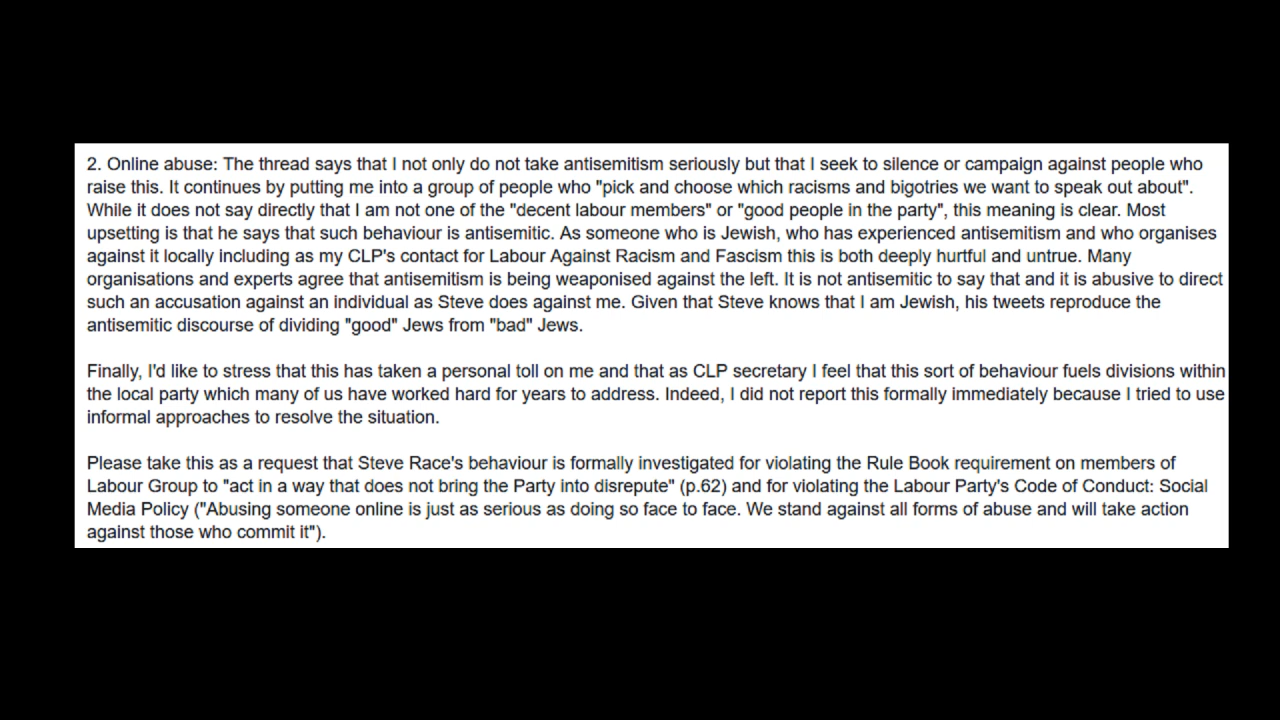 2. Online abuse: The thread says that I not only do not take antisemitism seriously but that I seek to silence or campaign against people who
raise this. It continues by putting me into a group of people who "pick and choose which racisms and bigotries we want to speak out about".
While it does not say directly that I am not one of the "decent labour members" or "good people in the party", this meaning is clear. Most
upsetting is that he says that such behaviour is antisemitic. As someone who is Jewish, who has experienced antisemitism and who organises
against it locally including as my CLP's contact for Labour Against Racism and Fascism this is both deeply hurtful and untrue. Many
organisations and experts agree that antisemitism is being weaponised against the left. It is not antisemitic to say that and it is abusive to direct
such an accusation against an individual as Steve does against me. Given that Steve knows that I am Jewish, his tweets reproduce the
antisemitic discourse of dividing "good" Jews from "bad" Jews.
Finally, I'd like to stress that this has taken a personal toll on me and that as CLP secretary I feel that this sort of behaviour fuels divisions within
the local party which many of us have worked hard for years to address. Indeed, I did not report this formally immediately because I tried to use
informal approaches to resolve the situation.
Please take this as a request that Steve Race's behaviour is formally investigated for violating the Rule Book requirement on members of
Labour Group to "act in a way that does not bring the Party into disrepute" (p.62) and for violating the Labour Party's Code of Conduct: Social
Media Policy ("Abusing someone online is just as serious as doing so face to face. We stand against all forms of abuse and will take action
against those who commit it").